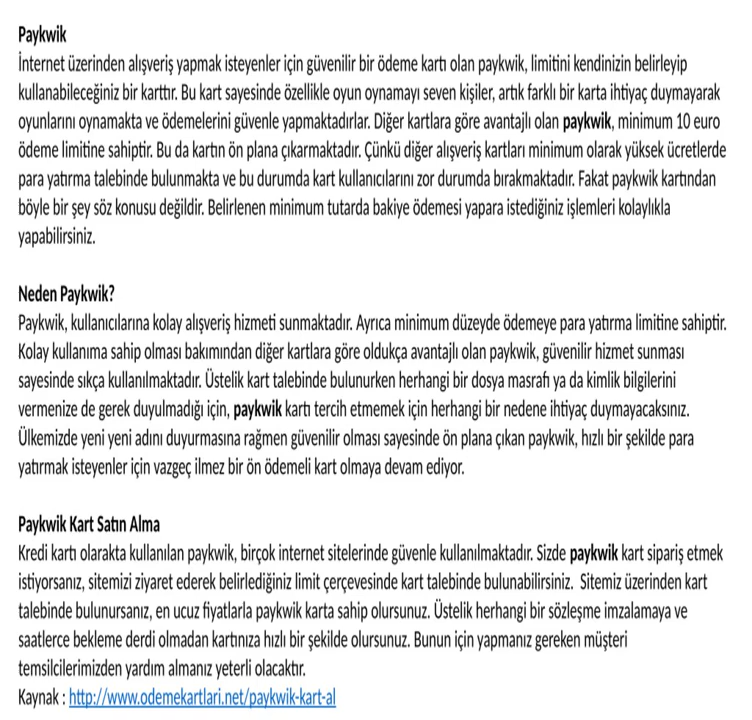 Paykwik
İnternet üzerinden alışveriş yapmak isteyenler için güvenilir bir ödeme kartı olan paykwik, limitini kendinizin belirleyip
kullanabileceğiniz bir karttır. Bu kart sayesinde özellikle oyun oynamayı seven kişiler, artık farklı bir karta ihtiyaç duymayarak
oyunlarını oynamakta ve ödemelerini güvenle yapmaktadırlar. Diğer kartlara göre avantajlı olan paykwik, minimum 10 euro
ödeme limitine sahiptir. Bu da kartın ön plana çıkarmaktadır. Çünkü diğer alışveriş kartları minimum olarak yüksek ücretlerde
para yatırma talebinde bulunmakta ve bu durumda kart kullanıcılarını zor durumda bırakmaktadır. Fakat paykwik kartından
böyle bir şey söz konusu değildir. Belirlenen minimum tutarda bakiye ödemesi yapara istediğiniz işlemleri kolaylıkla
yapabilirsiniz.
Neden Paykwik?
Paykwik, kullanıcılarına kolay alışveriş hizmeti sunmaktadır. Ayrıca minimum düzeyde ödemeye para yatırma limitine sahiptir.
Kolay kullanıma sahip olması bakımından diğer kartlara göre oldukça avantajlı olan paykwik, güvenilir hizmet sunması
sayesinde sıkça kullanılmaktadır. Üstelik kart talebinde bulunurken herhangi bir dosya masrafı ya da kimlik bilgilerini
vermenize de gerek duyulmadığı için, paykwik kartı tercih etmemek için herhangi bir nedene ihtiyaç duymayacaksınız.
Ülkemizde yeni yeni adını duyurmasına rağmen güvenilir olması sayesinde ön plana çıkan paykwik, hızlı bir şekilde para
yatırmak isteyenler için vazgeç ilmez bir ön ödemeli kart olmaya devam ediyor.
Paykwik Kart Satın Alma
Kredi kartı olarakta kullanılan paykwik, birçok internet sitelerinde güvenle kullanılmaktadır. Sizde paykwik kart sipariş etmek
istiyorsanız, sitemizi ziyaret ederek belirlediğiniz limit çerçevesinde kart talebinde bulunabilirsiniz. Sitemiz üzerinden kart
talebinde bulunursanız, en ucuz fiyatlarla paykwik karta sahip olursunuz. Üstelik herhangi bir sözleşme imzalamaya ve
saatlerce bekleme derdi olmadan kartınıza hızlı bir şekilde olursunuz. Bunun için yapmanız gereken müşteri
temsilcilerimizden yardım almanız yeterli olacaktır.
Kaynak : http://www.odemekartlari.net/paykwik-kart-al